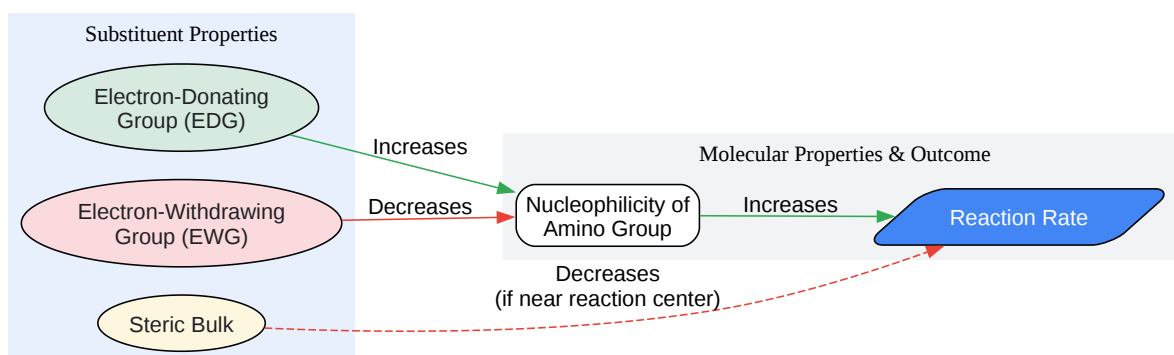 Substituent Properties
Electron-Donating
Group (EDG)
Increases
Electron-Withdrawing
Group (EWG)
Decreases
Steric Bulk
Molecular Properties & Outcome
Nucleophilicity of
Amino Group
Increases
Reaction Rate
Decreases
(if near reaction center)